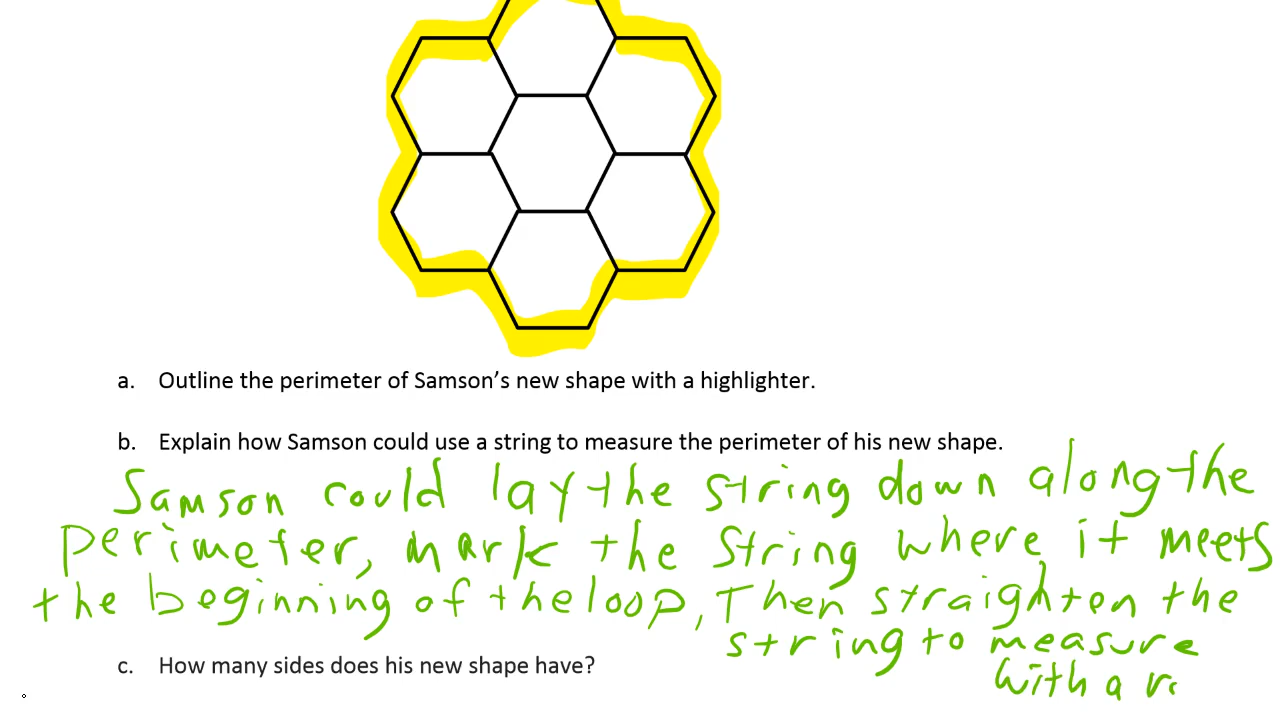 a. Outline the perimeter of Samson's new shape with a highlighter.
b. Explain how Samson could use a string to measure the perimeter of his new shape.
Samson could lay the string down along the
perimeter, mark the string where it meets
the beginning of the loop, Then straighten the
string to measure
with a
c. How many sides does his new shape have?